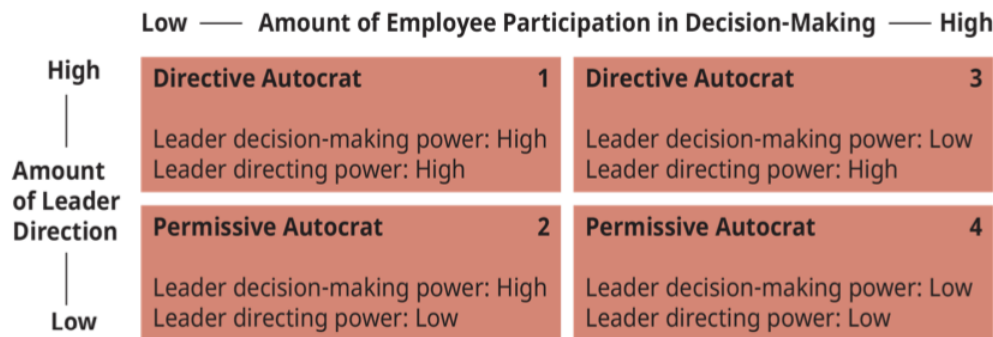 Low — Amount of Employee Participation in Decision-Making — High
High
Amount
of Leader
Direction
Low
Directive Autocrat 1
Leader decision-making power: High
Leader directing power: High
Directive Autocrat 3
Leader decision-making power: Low
Leader directing power: High
Permissive Autocrat 2
Leader decision-making power: High
Leader directing power: Low
Permissive Autocrat 4
Leader decision-making power: Low
Leader directing power: Low